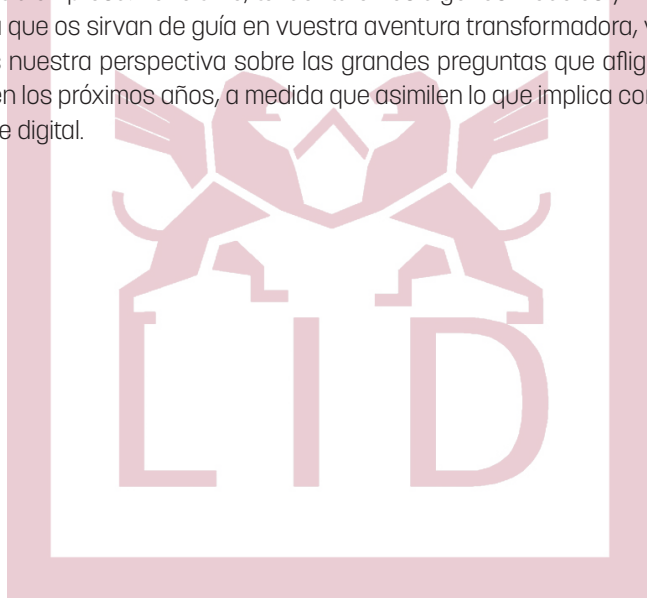 que os sirvan de guía en vuestra aventura transformadora,
s nuestra perspectiva sobre las grandes preguntas que aflig
en los próximos años, a medida que asimilen lo que implica
e digital.
LID